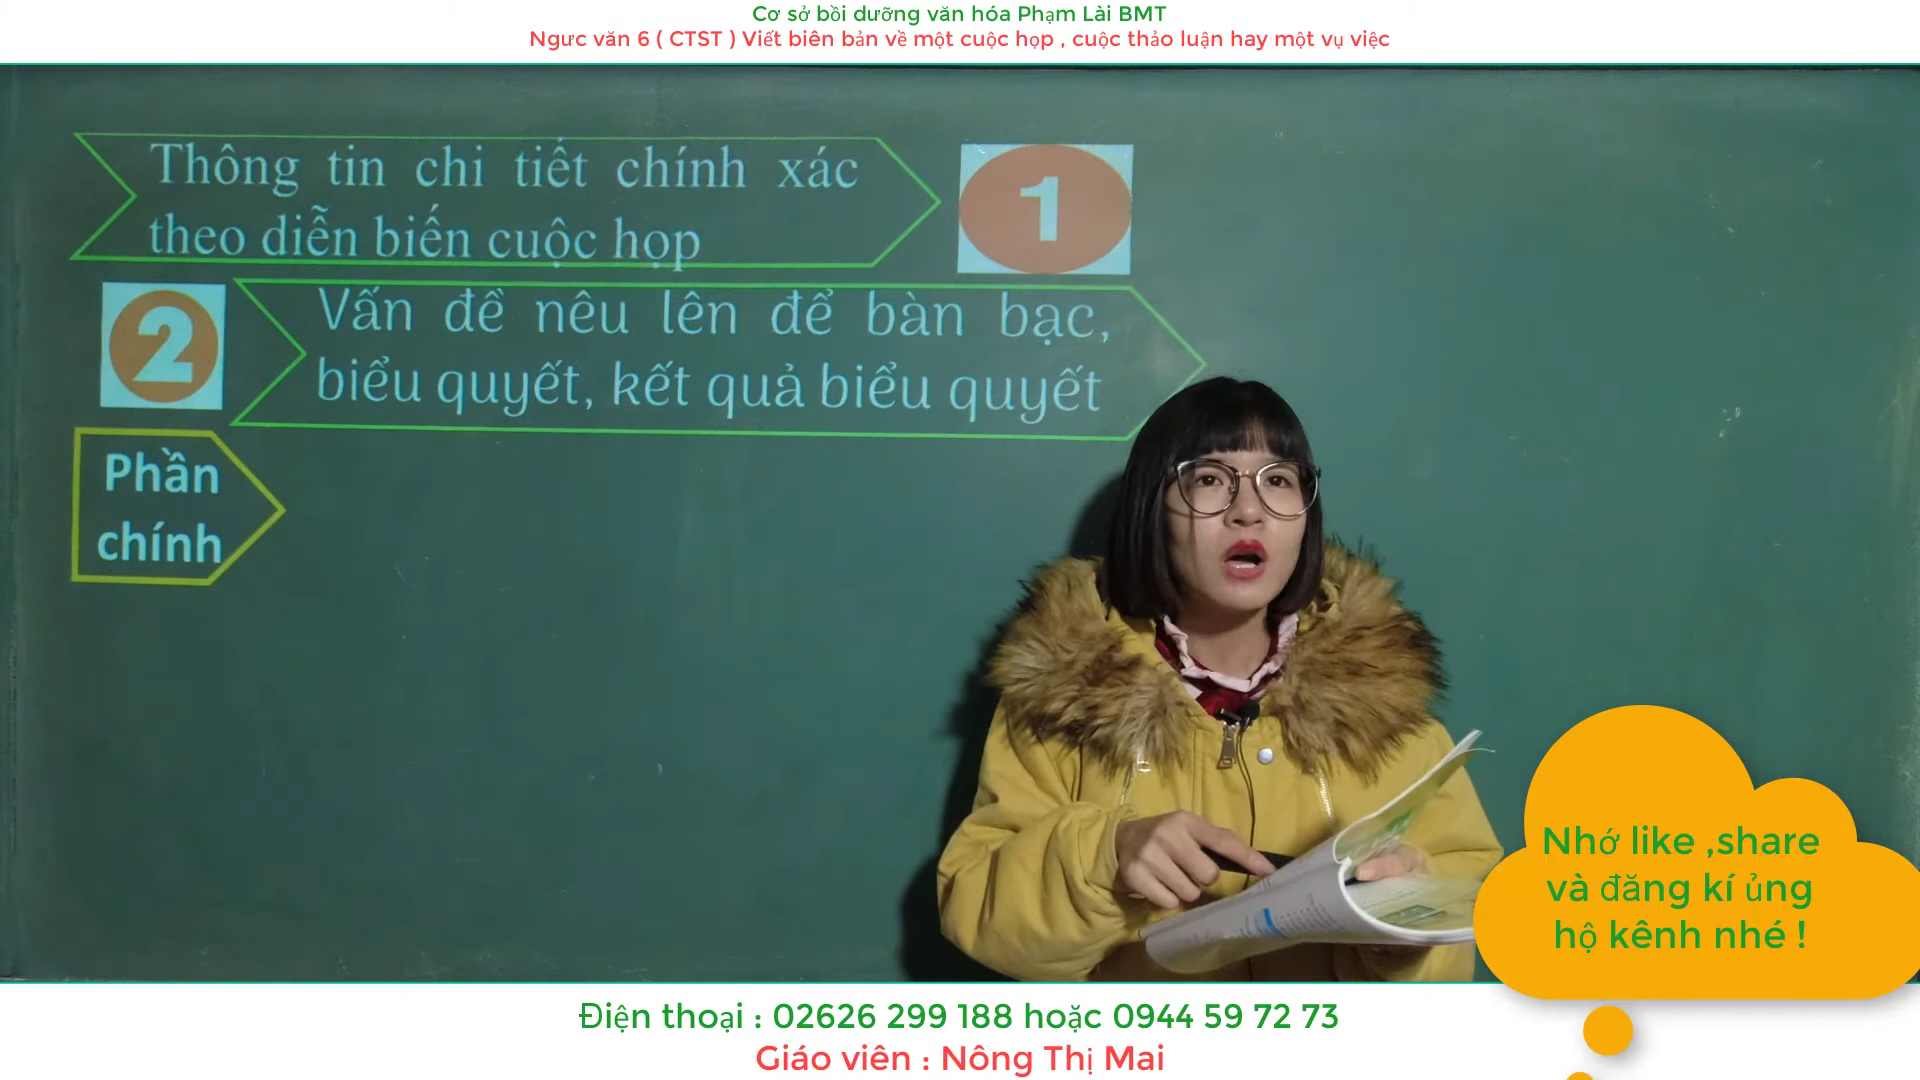 Cơ sở bồi dưỡng văn hóa Phạm Lài BMT
Ngưc văn 6 ( CTST ) Viết biên bản về một cuộc họp , cuộc thảo luận hay một vụ việc
Thông tin chi tiết chính xác
theo diễn biến cuộc họp
1
2
Vấn đề nêu lên để bàn bạc,
biểu quyết, kết quả biểu quyết
Phần
chính
Nhớ like ,share
và đăng kí ủng
hộ kênh nhé !
Điện thoại : 02626 299 188 hoặc 0944 59 72 73
Giáo viên : Nông Thị Mai